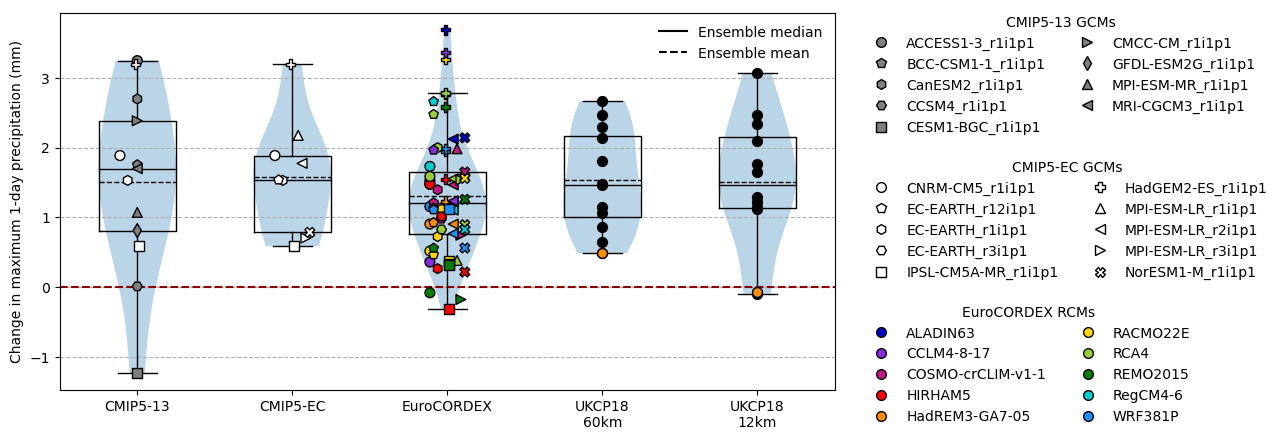 Change in maximum 1-day precipitation (mm)
3
2
1
0
−1
Ensemble median
Ensemble mean
CMIP5-13
CMIP5-EC
EuroCORDEX
UKCP18
60km
UKCP18
12km
CMIP5-13 GCMs
ACCESS1-3_r1i1p1
BCC-CSM1-1_r1i1p1
CanESM2_r1i1p1
CCSM4_r1i1p1
CESM1-BGC_r1i1p1
CMCC-CM_r1i1p1
GFDL-ESM2G_r1i1p1
MPI-ESM-MR_r1i1p1
MRI-CGCM3_r1i1p1
CMIP5-EC GCMs
CNRM-CM5_r1i1p1
EC-EARTH_r12i1p1
EC-EARTH_r1i1p1
EC-EARTH_r3i1p1
IPSL-CM5A-MR_r1i1p1
HadGEM2-ES_r1i1p1
MPI-ESM-LR_r1i1p1
MPI-ESM-LR_r2i1p1
MPI-ESM-LR_r3i1p1
NorESM1-M_r1i1p1
EuroCORDEX RCMs
ALADIN63
CCLM4-8-17
COSMO-crCLIM-v1-1
HIRHAM5
HadREM3-GA7-05
RACMO22E
RCA4
REMO2015
RegCM4-6
WRF381P